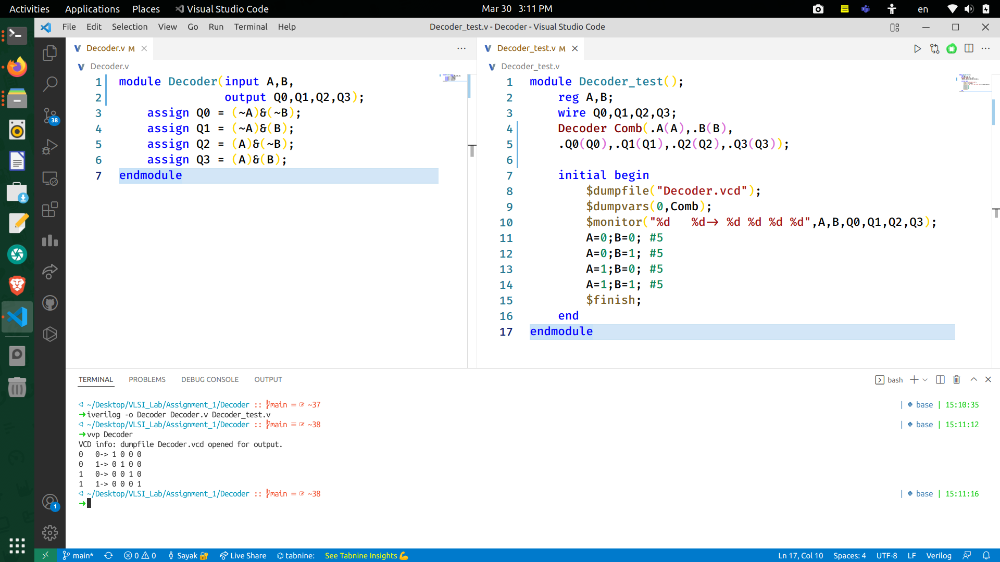 Activities Applications Places Visual Studio Code Mar 30 3:11 PM en
File Edit Selection View Go Run Terminal Help Decoder_test.v - Decoder - Visual Studio Code
Decoder.v M
Decoder.v
1 module Decoder(input A,B,
2 output Q0,Q1,Q2,Q3);
3 assign Q0 = (~A)&(~B);
4 assign Q1 = (~A)&(B);
5 assign Q2 = (A)&(~B);
6 assign Q3 = (A)&(B);
7 endmodule
Decoder_test.v M
Decoder_test.v
1 module Decoder_test();
2 reg A,B;
3 wire Q0,Q1,Q2,Q3;
4 Decoder Comb(.A(A),.B(B),
5 .Q0(Q0),.Q1(Q1),.Q2(Q2),.Q3(Q3));
6
7 initial begin
8 $dumpfile("Decoder.vcd");
9 $dumpvars(0,Comb);
10 $monitor("%d   %d-> %d %d %d %d",A,B,Q0,Q1,Q2,Q3);
11 A=0;B=0; #5
12 A=0;B=1; #5
13 A=1;B=0; #5
14 A=1;B=1; #5
15 $finish;
16 end
17 endmodule
38
1
TERMINAL PROBLEMS DEBUG CONSOLE OUTPUT bash
~/Desktop/VLSI_Lab/Assignment_1/Decoder :: main ≡ ~37 | base | 15:10:35
➜ iverilog -o Decoder Decoder.v Decoder_test.v
~/Desktop/VLSI_Lab/Assignment_1/Decoder :: main ≡ ~38 | base | 15:11:12
➜ vvp Decoder
VCD info: dumpfile Decoder.vcd opened for output.
0   0-> 1 0 0 0
0   1-> 0 1 0 0
1   0-> 0 0 1 0
1   1-> 0 0 0 1
~/Desktop/VLSI_Lab/Assignment_1/Decoder :: main ≡ ~38 | base | 15:11:16
➜
main* 0 0 Sayak Live Share tabnine: See Tabnine Insights Ln 17, Col 10 Spaces: 4 UTF-8 LF Verilog